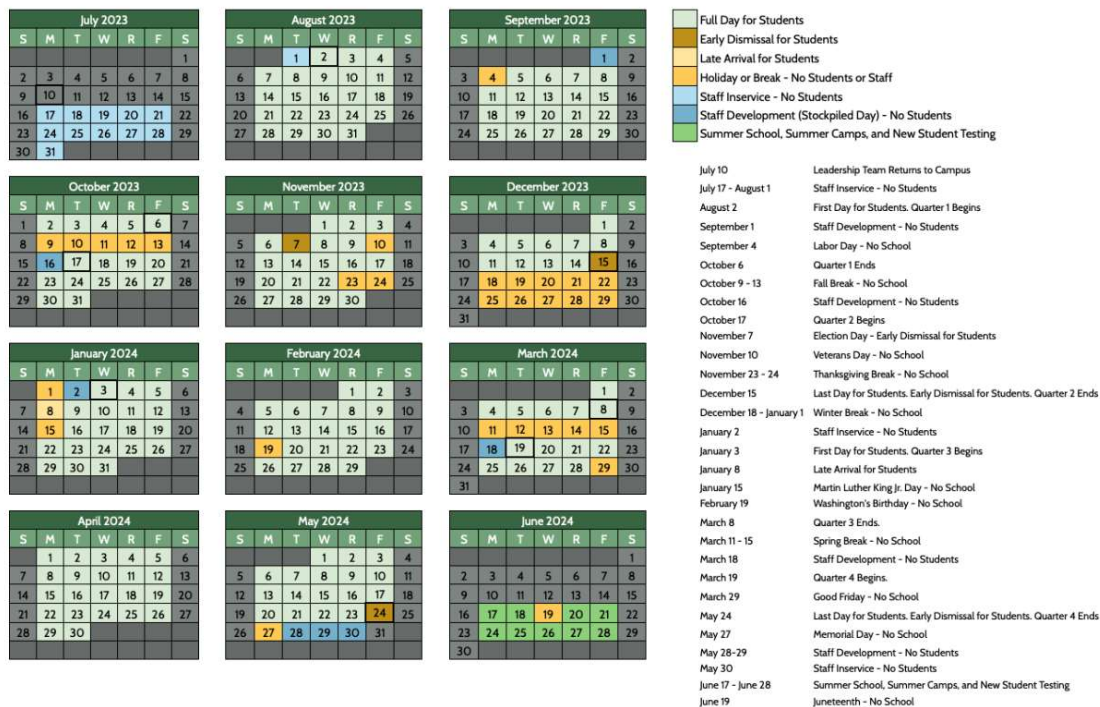 July 2023
S M T W R F S
1
2 3 4 5 6 7 8
9 10 11 12 13 14 15
16 17 18 19 20 21 22
23 24 25 26 27 28 29
30 31
August 2023
S M T W R F S
1 2 3 4 5
6 7 8 9 10 11 12
13 14 15 16 17 18 19
20 21 22 23 24 25 26
27 28 29 30 31
September 2023
S M T W R F S
1 2
3 4 5 6 7 8 9
10 11 12 13 14 15 16
17 18 19 20 21 22 23
24 25 26 27 28 29 30
October 2023
S M T W R F S
1 2 3 4 5 6 7
8 9 10 11 12 13 14
15 16 17 18 19 20 21
22 23 24 25 26 27 28
29 30 31
November 2023
S M T W R F S
1 2 3 4
5 6 7 8 9 10 11
12 13 14 15 16 17 18
19 20 21 22 23 24 25
26 27 28 29 30
December 2023
S M T W R F S
1 2
3 4 5 6 7 8 9
10 11 12 13 14 15 16
17 18 19 20 21 22 23
24 25 26 27 28 29 30
31
January 2024
S M T W R F S
1 2 3 4 5 6
7 8 9 10 11 12 13
14 15 16 17 18 19 20
21 22 23 24 25 26 27
28 29 30 31
February 2024
S M T W R F S
1 2 3
4 5 6 7 8 9 10
11 12 13 14 15 16 17
18 19 20 21 22 23 24
25 26 27 28 29
March 2024
S M T W R F S
1 2
3 4 5 6 7 8 9
10 11 12 13 14 15 16
17 18 19 20 21 22 23
24 25 26 27 28 29 30
31
April 2024
S M T W R F S
1 2 3 4 5 6
7 8 9 10 11 12 13
14 15 16 17 18 19 20
21 22 23 24 25 26 27
28 29 30
May 2024
S M T W R F S
1 2 3 4
5 6 7 8 9 10 11
12 13 14 15 16 17 18
19 20 21 22 23 24 25
26 27 28 29 30 31
June 2024
S M T W R F S
1
2 3 4 5 6 7 8
9 10 11 12 13 14 15
16 17 18 19 20 21 22
23 24 25 26 27 28 29
30
Full Day for Students
Early Dismissal for Students
Late Arrival for Students
Holiday or Break - No Students or Staff
Staff Inservice - No Students
Staff Development (Stockpiled Day) - No Students
Summer School, Summer Camps, and New Student Testing
July 10 Leadership Team Returns to Campus
July 17 - August 1 Staff Inservice - No Students
August 2 First Day for Students. Quarter 1 Begins
September 1 Staff Development - No Students
September 4 Labor Day - No School
October 6 Quarter 1 Ends
October 9 - 13 Fall Break - No School
October 16 Staff Development - No Students
October 17 Quarter 2 Begins
November 7 Election Day - Early Dismissal for Students
November 10 Veterans Day - No School
November 23 - 24 Thanksgiving Break - No School
December 15 Last Day for Students. Early Dismissal for Students. Quarter 2 Ends
December 18 - January 1 Winter Break - No School
January 2 Staff Inservice - No Students
January 3 First Day for Students. Quarter 3 Begins
January 8 Late Arrival for Students
January 15 Martin Luther King Jr. Day - No School
February 19 Washington's Birthday - No School
March 8 Quarter 3 Ends.
March 11 - 15 Spring Break - No School
March 18 Staff Development - No Students
March 19 Quarter 4 Begins.
March 29 Good Friday - No School
May 24 Last Day for Students. Early Dismissal for Students. Quarter 4 Ends
May 27 Memorial Day - No School
May 28-29 Staff Development - No Students
May 30 Staff Inservice - No Students
June 17 - June 28 Summer School, Summer Camps, and New Student Testing
June 19 Juneteenth - No School